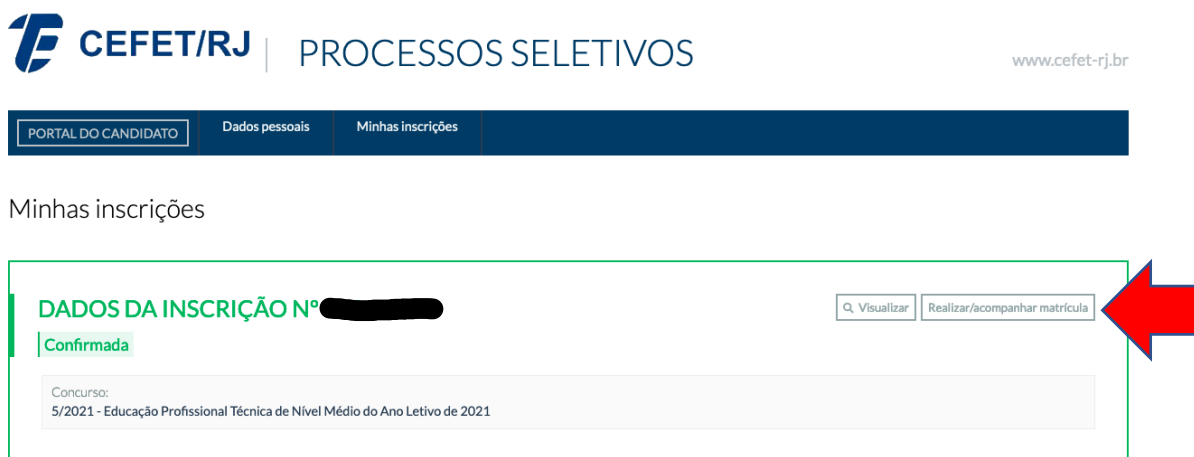 CEFET/RJ | PROCESSOS SELETIVOS
www.cefet-rj.br
PORTAL DO CANDIDATO Dados pessoais Minhas inscrições
Minhas inscrições
DADOS DA INSCRIÇÃO Nº Visualizar Realizar/acompanhar matrícula
Confirmada
Concurso:
5/2021 - Educação Profissional Técnica de Nível Médio do Ano Letivo de 2021